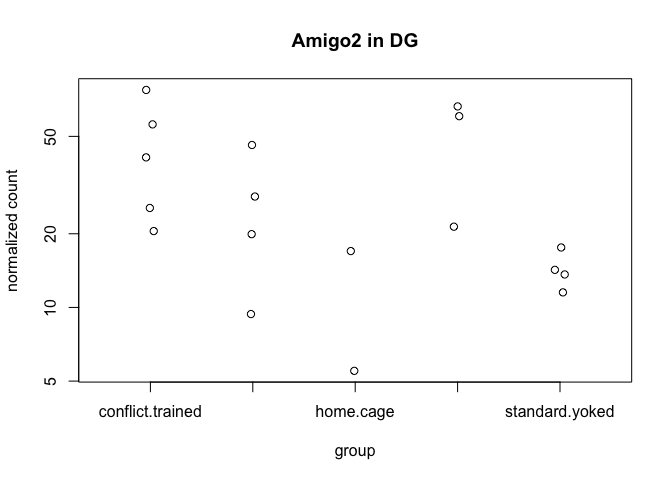 Amigo2 in DG
normalized count
50
20
10
5
conflict.trained
home.cage
standard.yoked
group